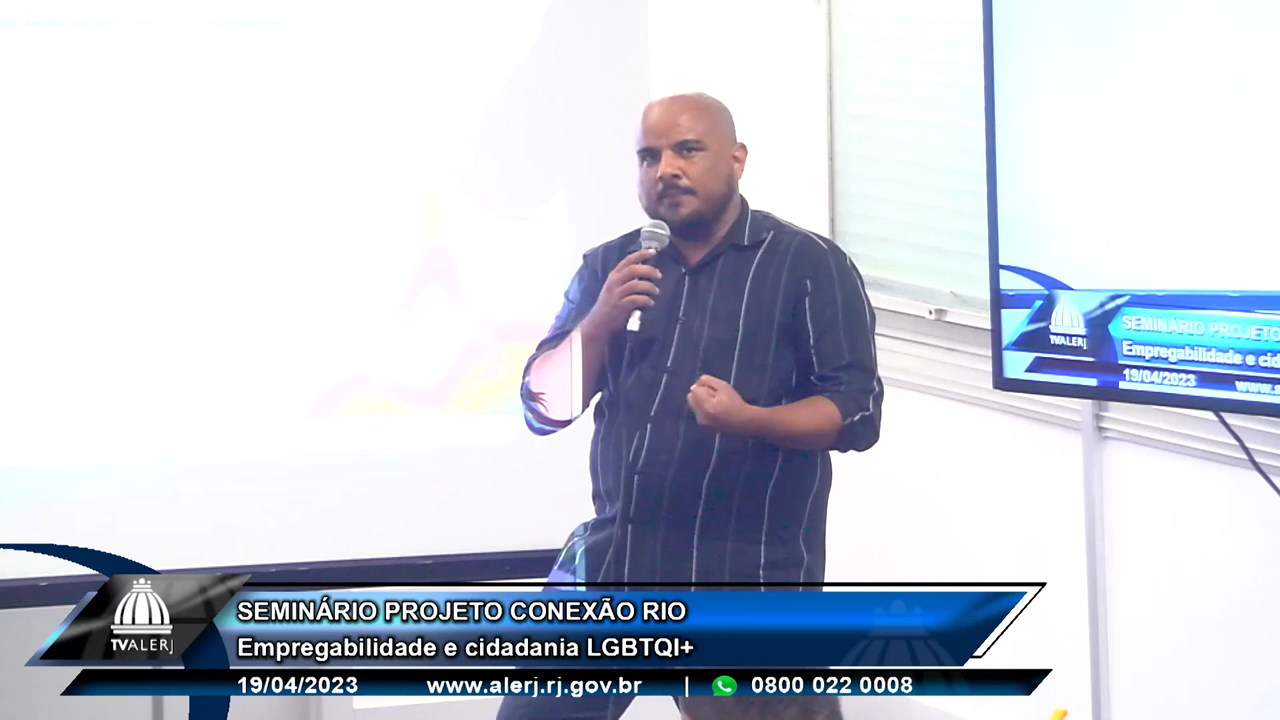 SEMINÁRIO PROJETO CONEXÃO RIO
Empregabilidade e cidadania LGBTQI+
TVALERJ
19/04/2023 www.alerj.rj.gov.br | 0800 022 0008
SEMINÁRIO PROJETO
TVALERJ
Empregabilidade e cid
19/04/2023